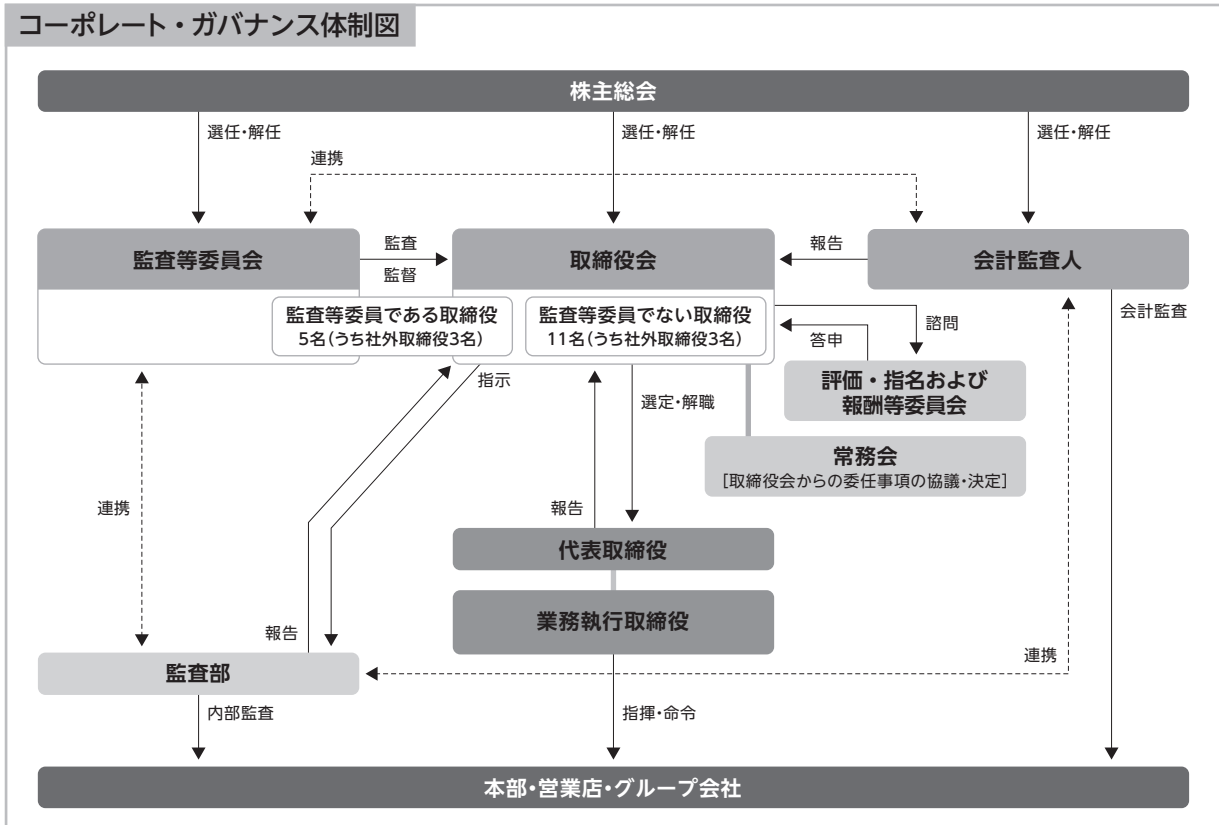 コーポレート・ガバナンス体制図
株主総会
選任・解任
選任・解任
選任・解任
連携
監査等委員会
監査
監督
取締役会
報告
会計監査人
監査等委員である取締役
5名(うち社外取締役3名)
監査等委員でない取締役
11名(うち社外取締役3名)
諮問
答申
会計監査
評価・指名および
報酬等委員会
指示
選定・解職
常務会
[取締役会からの委任事項の協議・決定]
連携
報告
代表取締役
業務執行取締役
報告
連携
監査部
内部監査
指揮・命令
本部・営業店・グループ会社